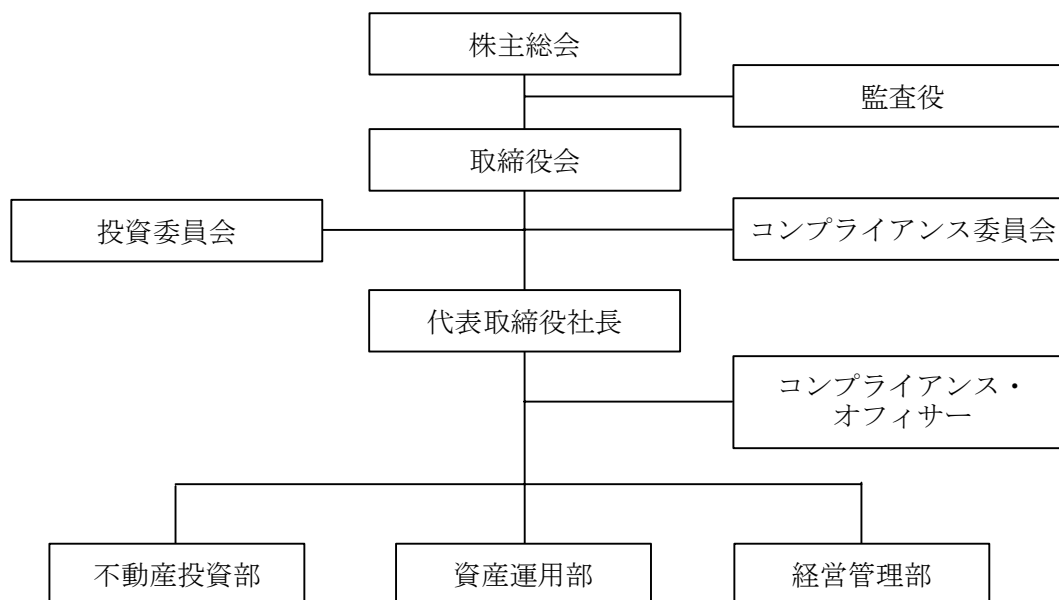 株主総会
監査役
取締役会
投資委員会
コンプライアンス委員会
代表取締役社長
コンプライアンス・
オフィサー
不動産投資部
資産運用部
経営管理部